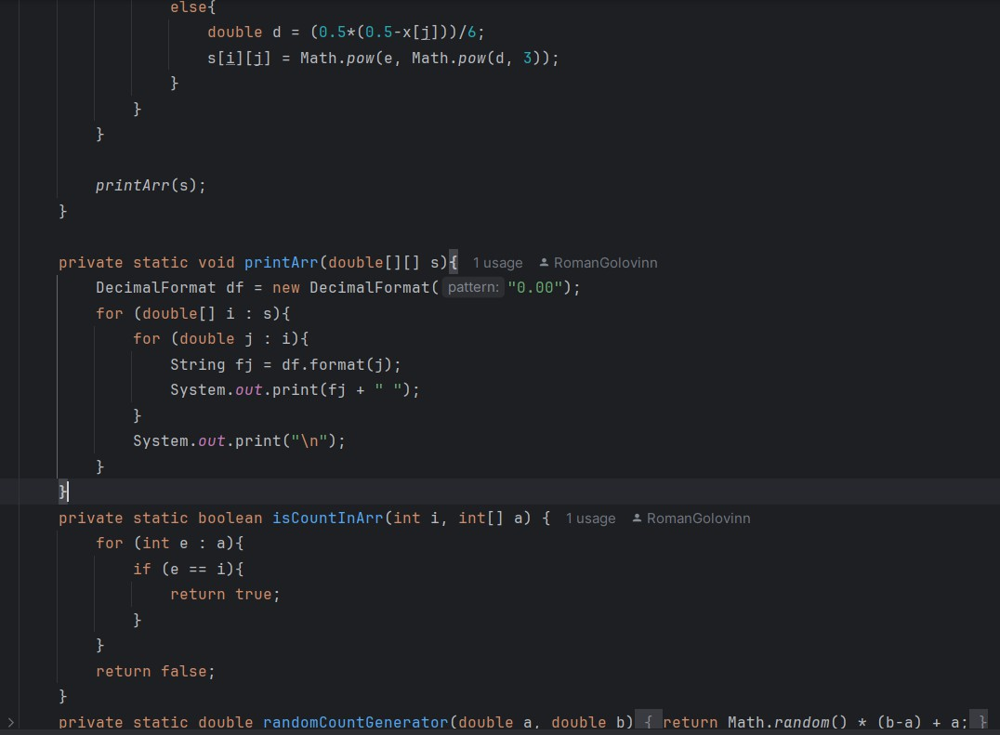 else{
double d = (0.5*(0.5-x[j]))/6;
s[i][j] = Math.pow(e, Math.pow(d, 3));
}
}
}
printArr(s);
}
private static void printArr(double[][] s){ 1 usage RomanGolovinn
DecimalFormat df = new DecimalFormat( pattern: "0.00");
for (double[] i : s){
for (double j : i){
String fj = df.format(j);
System.out.print(fj + " ");
}
System.out.print("\n");
}
}
private static boolean isCountInArr(int i, int[] a) { 1 usage RomanGolovinn
for (int e : a){
if (e == i){
return true;
}
}
return false;
}
private static double randomCountGenerator(double a, double b) { return Math.random() * (b-a) + a; }